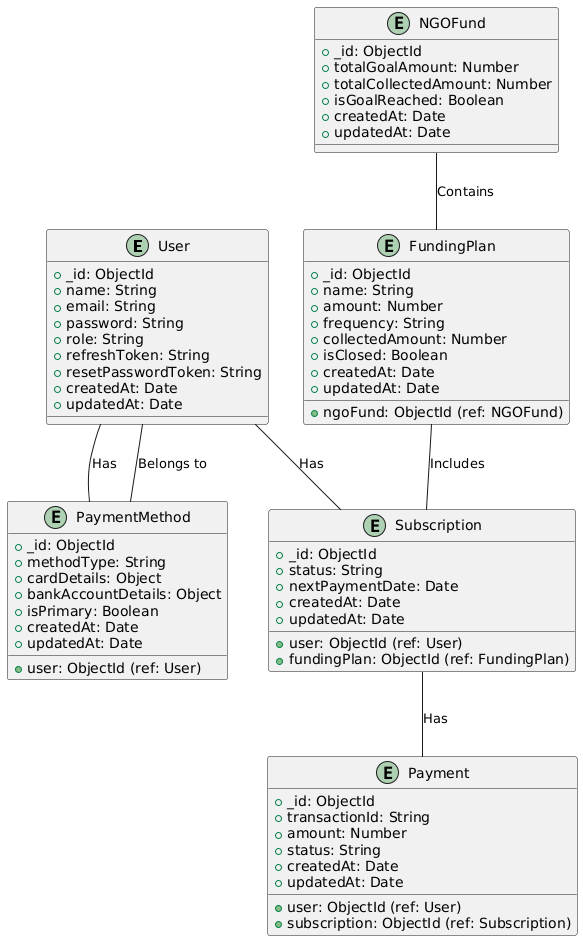 E NGOFund
_id: ObjectId
totalGoalAmount: Number
totalCollectedAmount: Number
isGoalReached: Boolean
createdAt: Date
updatedAt: Date
Contains
E User
_id: ObjectId
name: String
email: String
password: String
role: String
refreshToken: String
resetPasswordToken: String
createdAt: Date
updatedAt: Date
E FundingPlan
_id: ObjectId
name: String
amount: Number
frequency: String
collectedAmount: Number
isClosed: Boolean
createdAt: Date
updatedAt: Date
ngoFund: ObjectId (ref: NGOFund)
Has
Belongs to
Has
Includes
E PaymentMethod
_id: ObjectId
methodType: String
cardDetails: Object
bankAccountDetails: Object
isPrimary: Boolean
createdAt: Date
updatedAt: Date
user: ObjectId (ref: User)
E Subscription
_id: ObjectId
status: String
nextPaymentDate: Date
createdAt: Date
updatedAt: Date
user: ObjectId (ref: User)
fundingPlan: ObjectId (ref: FundingPlan)
Has
E Payment
_id: ObjectId
transactionId: String
amount: Number
status: String
createdAt: Date
updatedAt: Date
user: ObjectId (ref: User)
subscription: ObjectId (ref: Subscription)